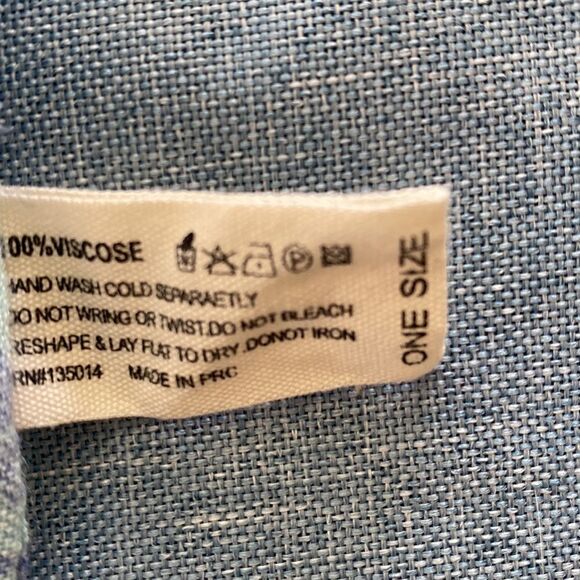 00%VISCOSE
HAND WASH COLD SEPARAETLY
DO NOT WRING OR TWIST.DO NOT BLEACH
RESHAPE & LAY FLAT TO DRY.DONOT IRON
RN#135014 MADE IN PRC
ONE SIZE